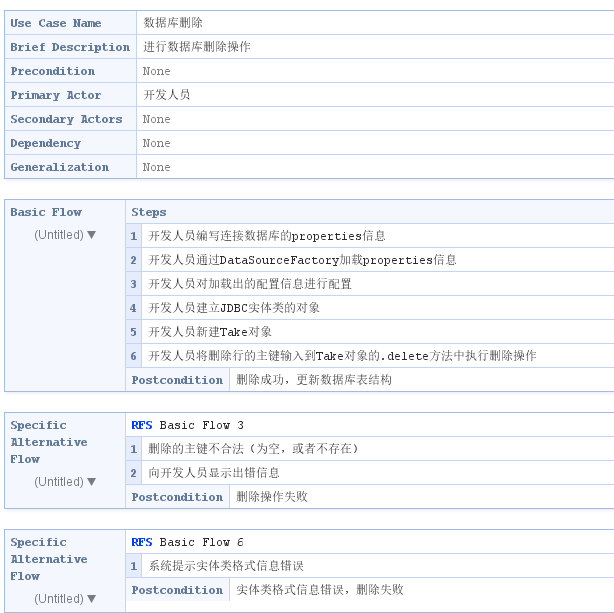 Use Case Name 数据库删除
Brief Description 进行数据库删除操作
Precondition None
Primary Actor 开发人员
Secondary Actors None
Dependency None
Generalization None
Basic Flow Steps
(Untitled) ▼
1 开发人员编写连接数据库的properties信息
2 开发人员通过DataSourceFactory加载properties信息
3 开发人员对加载出的配置信息进行配置
4 开发人员建立JDBC实体类的对象
5 开发人员新建Take对象
6 开发人员将删除行的主键输入到Take对象的.delete方法中执行删除操作
Postcondition 删除成功，更新数据库表结构
Specific Alternative Flow
(Untitled) ▼
RFS Basic Flow 3
1 删除的主键不合法（为空，或者不存在）
2 向开发人员显示出错信息
Postcondition 删除操作失败
Specific Alternative Flow
(Untitled) ▼
RFS Basic Flow 6
1 系统提示实体类格式信息错误
Postcondition 实体类格式信息错误，删除失败